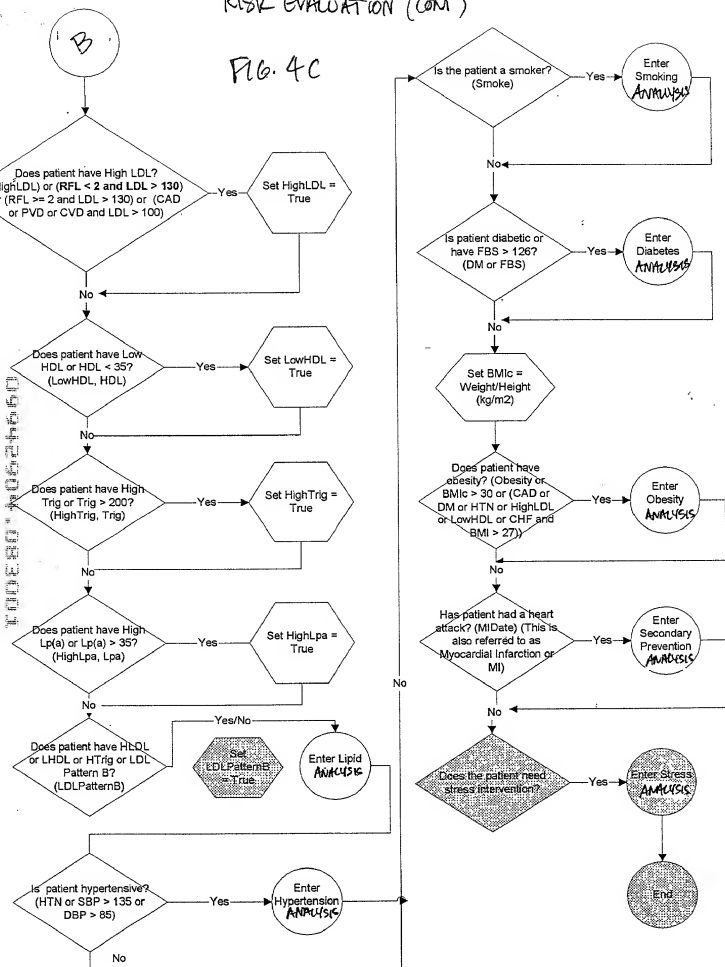 RISK EVALUATION (CONT)
B
FIG. 4C
Does patient have High LDL?
ighLDL) or (RFL < 2 and LDL > 130)
(RFL >= 2 and LDL > 130) or (CAD
or PVD or CVD and LDL > 100)
Yes
Set HighLDL =
True
No
Does patient have Low
HDL or HDL < 35?
(LowHDL, HDL)
Yes
Set LowHDL =
True
No
Does patient have High
Trig or Trig > 200?
(HighTrig, Trig)
Yes
Set HighTrig =
True
No
Does patient have High
Lp(a) or Lp(a) > 35?
(HighLpa, Lpa)
Yes
Set HighLpa =
True
No
Does patient have HLDL
or LHDL or HTrig or LDL
Pattern B?
(LDLPatternB)
Yes/No
Set
LDLPatternB
= True
Enter Lipid
ANALYSIS
Is patient hypertensive?
(HTN or SBP > 135 or
DBP > 85)
Yes
Enter
Hypertension
ANALYSIS
No
No
Is the patient a smoker?
(Smoke)
Yes
Enter
Smoking
ANALYSIS
No
Is patient diabetic or
have FBS > 126?
(DM or FBS)
Yes
Enter
Diabetes
ANALYSIS
No
Set BMIc =
Weight/Height
(kg/m2)
Does patient have
obesity? (Obesity or
BMIc > 30 or (CAD or
DM or HTN or HighLDL
or LowHDL or CHF and
BMI > 27))
Yes
Enter
Obesity
ANALYSIS
No
Has patient had a heart
attack? (MIDate) (This is
also referred to as
Myocardial Infarction or
MI)
Yes
Enter
Secondary
Prevention
ANALYSIS
No
Does the patient need
stress intervention?
Yes
Enter Stress
ANALYSIS
End